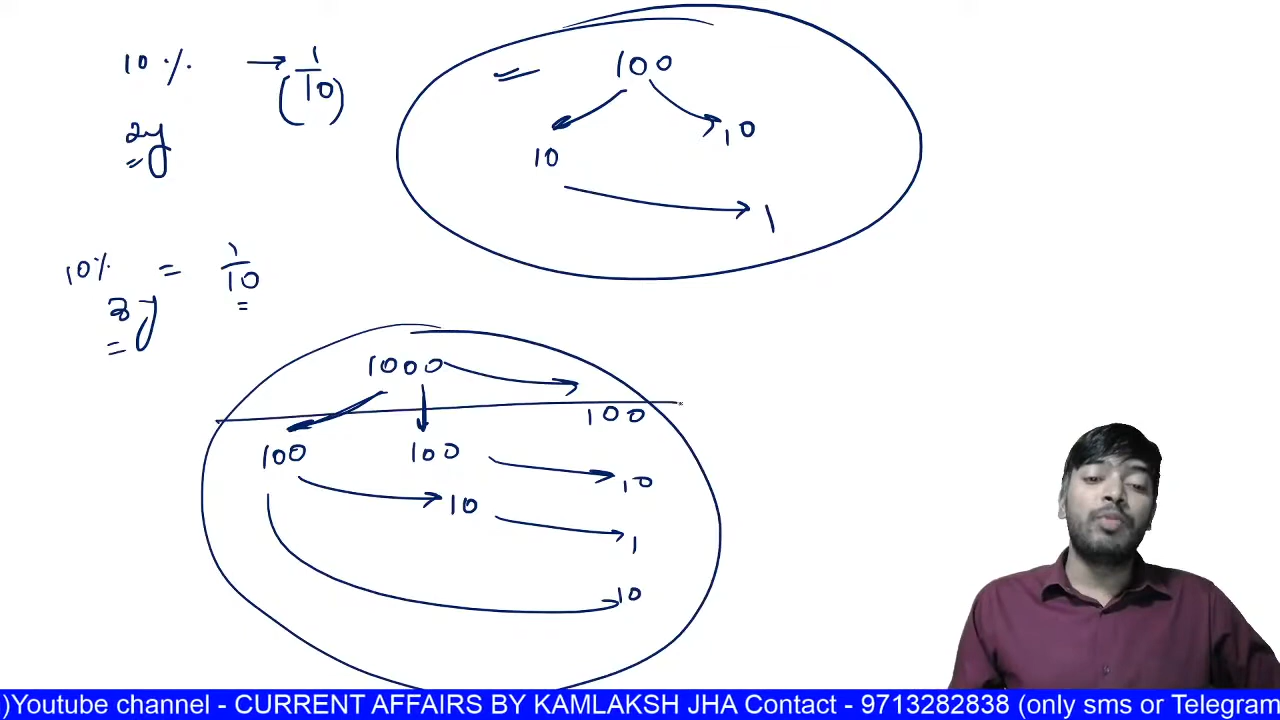 10% → 1/(10)
2y
100
10 10
1
10% = 1/10
3y
1000
100
100 100
10
10
1
10
)Youtube channel - CURRENT AFFAIRS BY KAMLAKSH JHA Contact - 9713282838 (only sms or Telegram